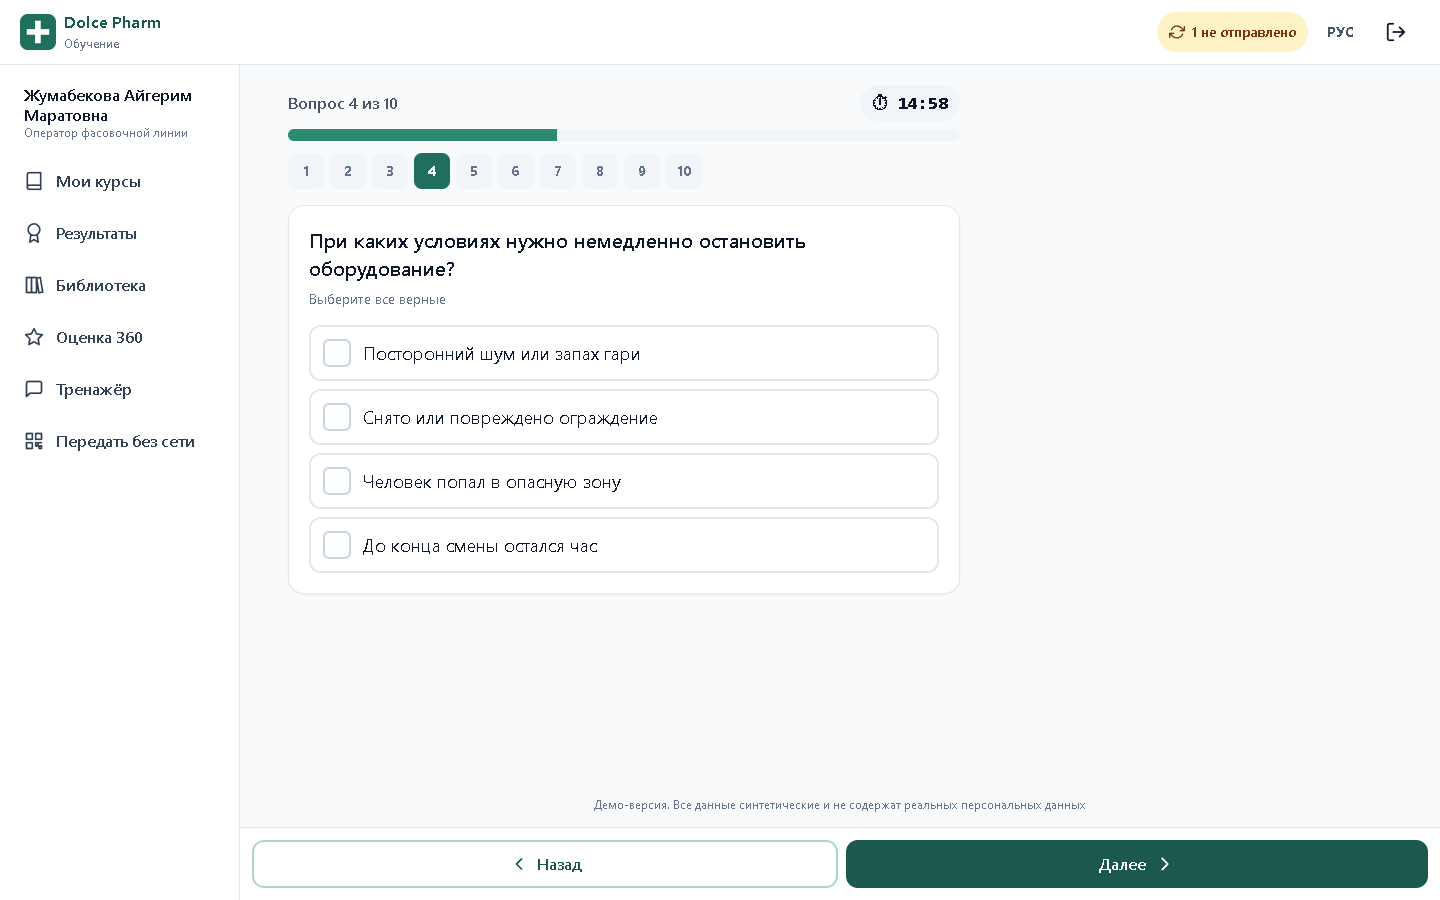 Dolce Pharm
Обучение
1 не отправлено
РУС
Жумабекова Айгерим
Маратовна
Оператор фасовочной линии
Мои курсы
Результаты
Библиотека
Оценка 360
Тренажёр
Передать без сети
Вопрос 4 из 10
14:58
1 2 3 4 5 6 7 8 9 10
При каких условиях нужно немедленно остановить
оборудование?
Выберите все верные
Посторонний шум или запах гари
Снято или повреждено ограждение
Человек попал в опасную зону
До конца смены остался час
Демо-версия. Все данные синтетические и не содержат реальных персональных данных
Назад
Далее